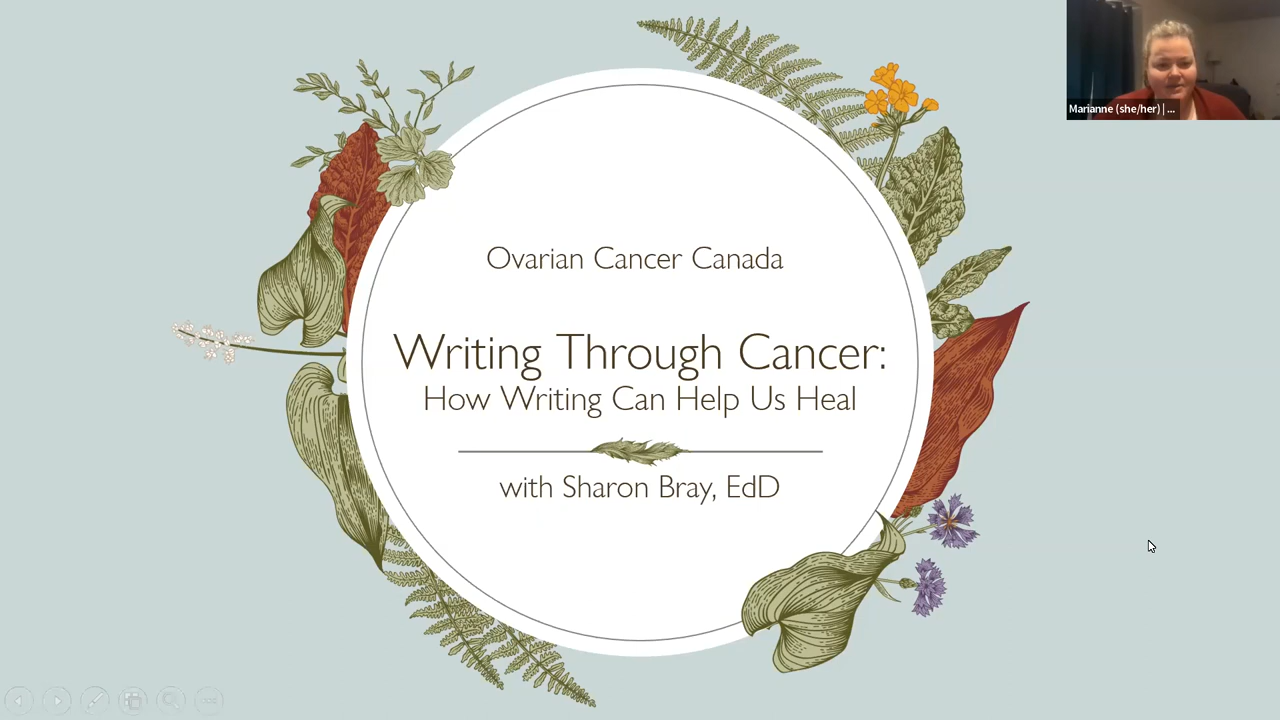 Marianne (she/her) | ...
Ovarian Cancer Canada
Writing Through Cancer:
How Writing Can Help Us Heal
with Sharon Bray, EdD